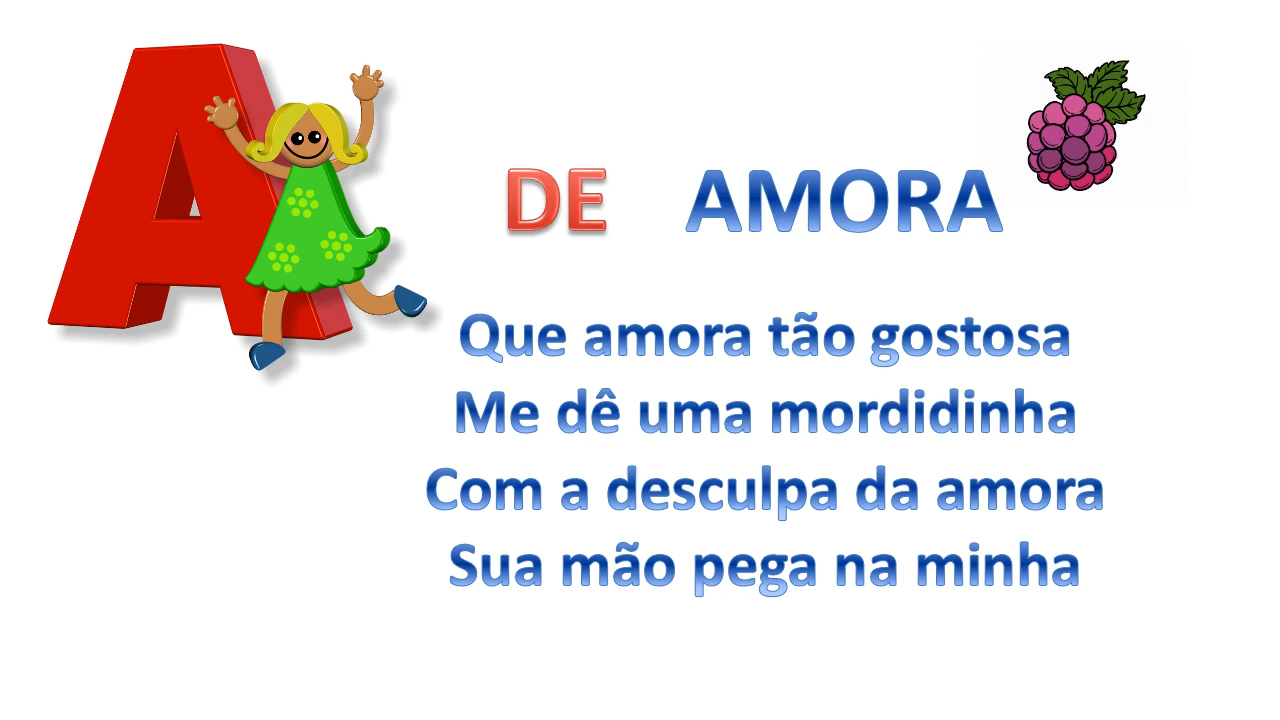 A DE AMORA
Que amora tão gostosa
Me dê uma mordidinha
Com a desculpa da amora
Sua mão pega na minha